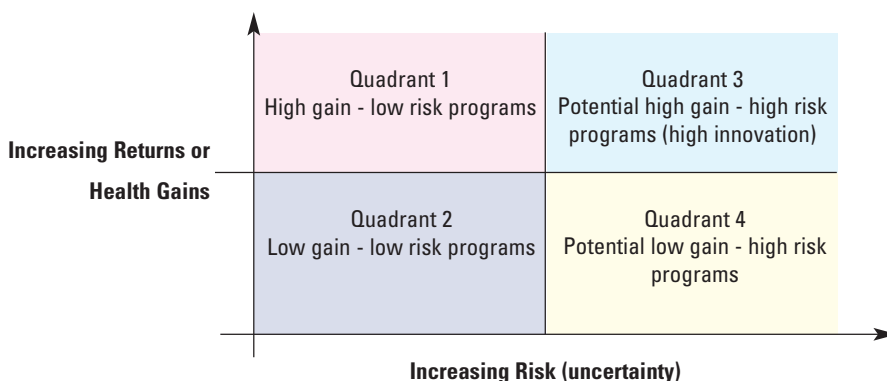 Quadrant 1
High gain - low risk programs
Quadrant 3
Potential high gain - high risk
programs (high innovation)
Increasing Returns or
Health Gains
Quadrant 2
Low gain - low risk programs
Quadrant 4
Potential low gain - high risk
programs
Increasing Risk (uncertainty)